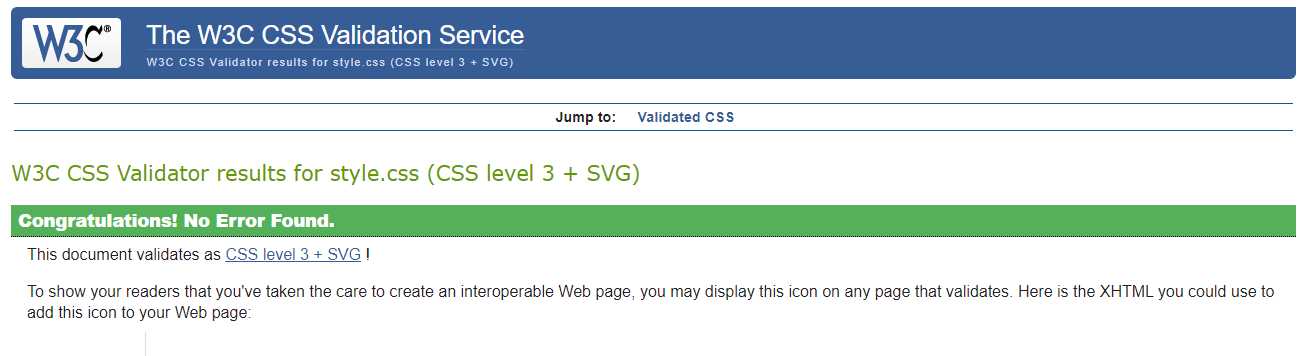 W3C®
The W3C CSS Validation Service
W3C CSS Validator results for style.css (CSS level 3 + SVG)
Jump to: Validated CSS
W3C CSS Validator results for style.css (CSS level 3 + SVG)
Congratulations! No Error Found.
This document validates as CSS level 3 + SVG !
To show your readers that you've taken the care to create an interoperable Web page, you may display this icon on any page that validates. Here is the XHTML you could use to
add this icon to your Web page: